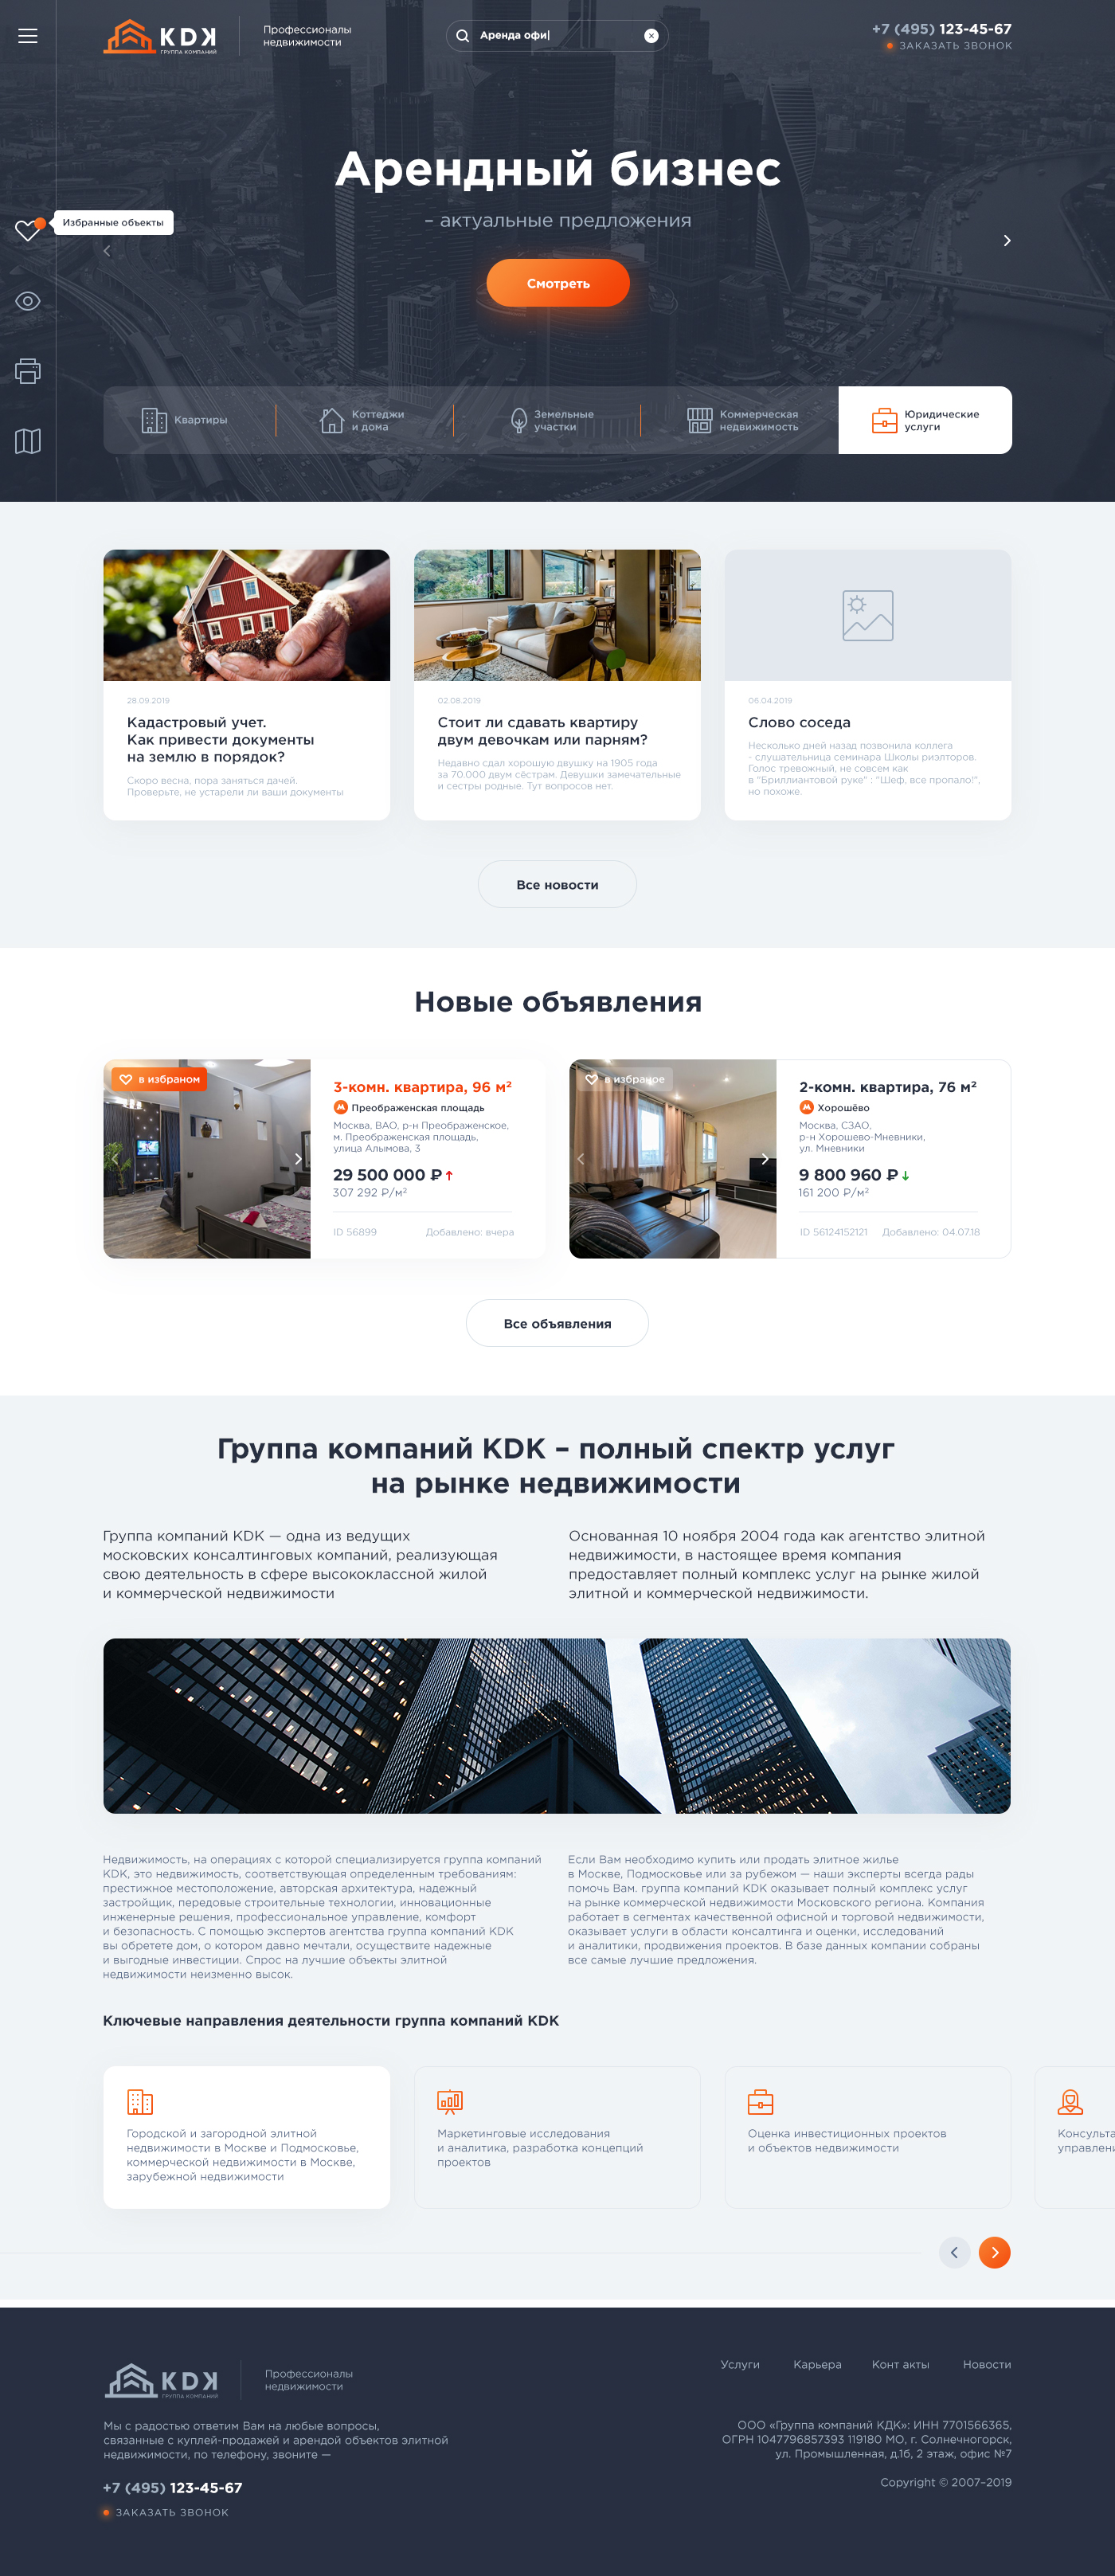 KDK
ГРУППА КОМПАНИЙ
Профессионалы
недвижимости
Аренда офи
+7 (495) 123-45-67
ЗАКАЗАТЬ ЗВОНОК
Арендный бизнес
– актуальные предложения
Избранные объекты
Смотреть
Квартиры
Коттеджи
и дома
Земельные
участки
Коммерческая
недвижимость
Юридические
услуги
28.09.2019
Кадастровый учет.
Как привести документы
на землю в порядок?
Скоро весна, пора заняться дачей.
Проверьте, не устарели ли ваши документы
02.08.2019
Стоит ли сдавать квартиру
двум девочкам или парням?
Недавно сдал хорошую двушку на 1905 года
за 70.000 двум сёстрам. Девушки замечательные
и сестры родные. Тут вопросов нет.
06.04.2019
Слово соседа
Несколько дней назад позвонила коллега
- слушательница семинара Школы риэлторов.
Голос тревожный, не совсем как
в "Бриллиантовой руке" : "Шеф, все пропало!",
но похоже.
Все новости
Новые объявления
в избраном
3-комн. квартира, 96 м²
Преображенская площадь
Москва, ВАО, р-н Преображенское,
м. Преображенская площадь,
улица Алымова, 3
29 500 000 ₽
307 292 ₽/м²
ID 56899 Добавлено: вчера
в избраное
2-комн. квартира, 76 м²
Хорошёво
Москва, СЗАО,
р-н Хорошево-Мневники,
ул. Мневники
9 800 960 ₽
161 200 ₽/м²
ID 56124152121 Добавлено: 04.07.18
Все объявления
Группа компаний KDK – полный спектр услуг
на рынке недвижимости
Группа компаний KDK — одна из ведущих
московских консалтинговых компаний, реализующая
свою деятельность в сфере высококлассной жилой
и коммерческой недвижимости
Основанная 10 ноября 2004 года как агентство элитной
недвижимости, в настоящее время компания
предоставляет полный комплекс услуг на рынке жилой
элитной и коммерческой недвижимости.
Недвижимость, на операциях с которой специализируется группа компаний
KDK, это недвижимость, соответствующая определенным требованиям:
престижное местоположение, авторская архитектура, надежный
застройщик, передовые строительные технологии, инновационные
инженерные решения, профессиональное управление, комфорт
и безопасность. С помощью экспертов агентства группа компаний KDK
вы обретете дом, о котором давно мечтали, осуществите надежные
и выгодные инвестиции. Спрос на лучшие объекты элитной
недвижимости неизменно высок.
Если Вам необходимо купить или продать элитное жилье
в Москве, Подмосковье или за рубежом — наши эксперты всегда рады
помочь Вам. группа компаний KDK оказывает полный комплекс услуг
на рынке коммерческой недвижимости Московского региона. Компания
работает в сегментах качественной офисной и торговой недвижимости,
оказывает услуги в области консалтинга и оценки, исследований
и аналитики, продвижения проектов. В базе данных компании собраны
все самые лучшие предложения.
Ключевые направления деятельности группа компаний KDK
Городской и загородной элитной
недвижимости в Москве и Подмосковье,
коммерческой недвижимости в Москве,
зарубежной недвижимости
Маркетинговые исследования
и аналитика, разработка концепций
проектов
Оценка инвестиционных проектов
и объектов недвижимости
Консульта
управлени
KDK
ГРУППА КОМПАНИЙ
Профессионалы
недвижимости
Услуги Карьера Конт акты Новости
Мы с радостью ответим Вам на любые вопросы,
связанные с куплей-продажей и арендой объектов элитной
недвижимости, по телефону, звоните —
+7 (495) 123-45-67
ЗАКАЗАТЬ ЗВОНОК
ООО «Группа компаний КДК»: ИНН 7701566365,
ОГРН 1047796857393 119180 МО, г. Солнечногорск,
ул. Промышленная, д.1б, 2 этаж, офис №7
Copyright © 2007–2019